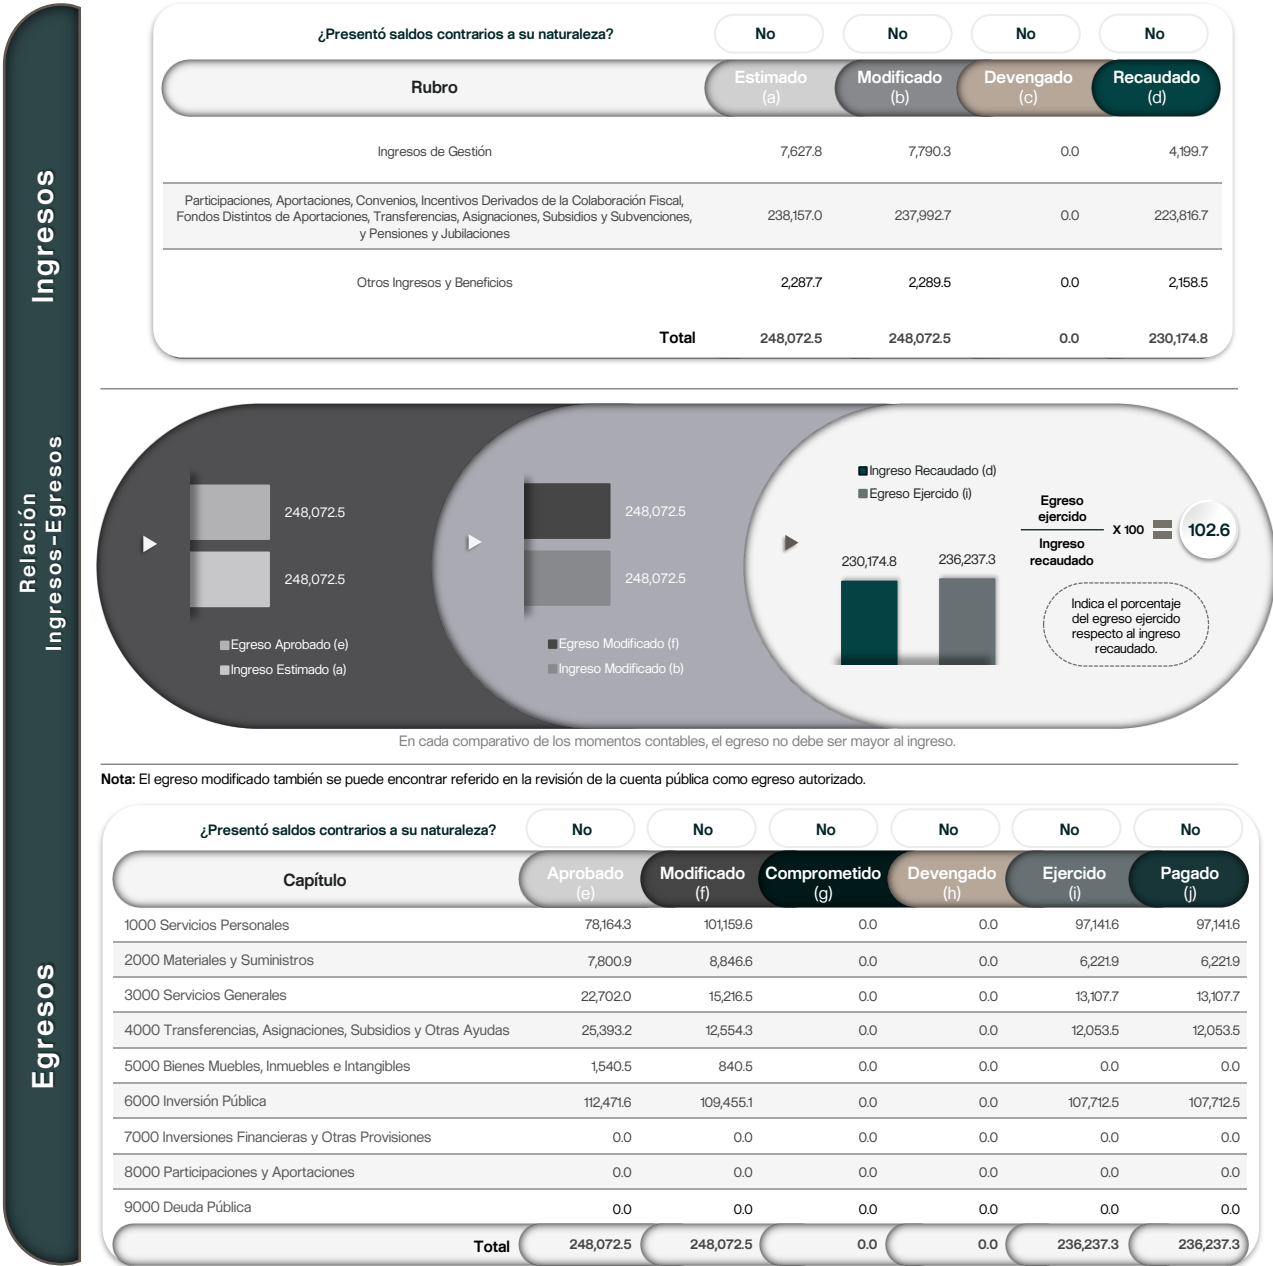 Ingresos
¿Presentó saldos contrarios a su naturaleza? No No No No
Rubro Estimado (a) Modificado (b) Devengado (c) Recaudado (d)
Ingresos de Gestión 7,627.8 7,790.3 0.0 4,199.7
Participaciones, Aportaciones, Convenios, Incentivos Derivados de la Colaboración Fiscal,
Fondos Distintos de Aportaciones, Transferencias, Asignaciones, Subsidios y Subvenciones, 238,157.0 237,992.7 0.0 223,816.7
y Pensiones y Jubilaciones
Otros Ingresos y Beneficios 2,287.7 2,289.5 0.0 2,158.5
Total 248,072.5 248,072.5 0.0 230,174.8
Relación
Ingresos-Egresos
248,072.5
248,072.5
Egreso Aprobado (e)
Ingreso Estimado (a)
248,072.5
248,072.5
Egreso Modificado (f)
Ingreso Modificado (b)
Ingreso Recaudado (d)
Egreso Ejercido (i)
230,174.8 236,237.3
Egreso
ejercido
Ingreso
recaudado
X 100 = 102.6
Indica el porcentaje
del egreso ejercido
respecto al ingreso
recaudado.
En cada comparativo de los momentos contables, el egreso no debe ser mayor al ingreso.
Nota: El egreso modificado también se puede encontrar referido en la revisión de la cuenta pública como egreso autorizado.
Egresos
¿Presentó saldos contrarios a su naturaleza? No No No No No No
Capítulo Aprobado (e) Modificado (f) Comprometido (g) Devengado (h) Ejercido (i) Pagado (j)
1000 Servicios Personales 78,164.3 101,159.6 0.0 0.0 97,141.6 97,141.6
2000 Materiales y Suministros 7,800.9 8,846.6 0.0 0.0 6,221.9 6,221.9
3000 Servicios Generales 22,702.0 15,216.5 0.0 0.0 13,107.7 13,107.7
4000 Transferencias, Asignaciones, Subsidios y Otras Ayudas 25,393.2 12,554.3 0.0 0.0 12,053.5 12,053.5
5000 Bienes Muebles, Inmuebles e Intangibles 1,540.5 840.5 0.0 0.0 0.0 0.0
6000 Inversión Pública 112,471.6 109,455.1 0.0 0.0 107,712.5 107,712.5
7000 Inversiones Financieras y Otras Provisiones 0.0 0.0 0.0 0.0 0.0 0.0
8000 Participaciones y Aportaciones 0.0 0.0 0.0 0.0 0.0 0.0
9000 Deuda Pública 0.0 0.0 0.0 0.0 0.0 0.0
Total 248,072.5 248,072.5 0.0 0.0 236,237.3 236,237.3